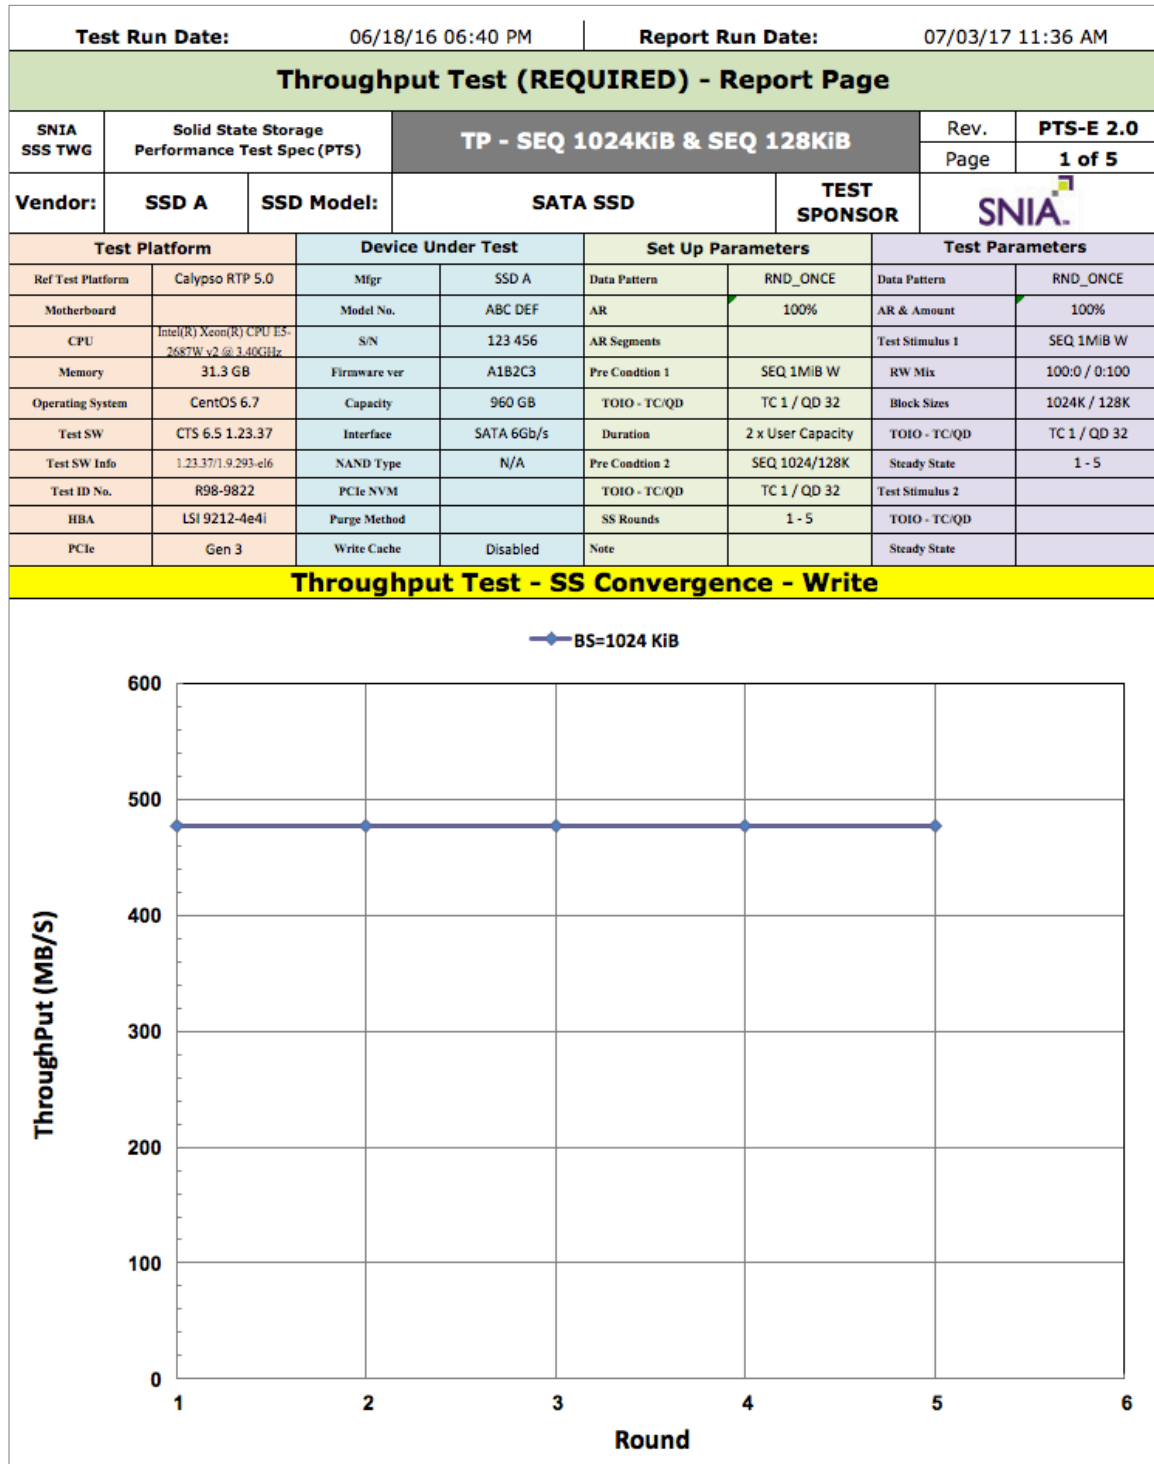 Test Run Date: 06/18/16 06:40 PM Report Run Date: 07/03/17 11:36 AM
Throughput Test (REQUIRED) - Report Page
SNIA SSS TWG Solid State Storage Performance Test Spec (PTS) TP - SEQ 1024KiB & SEQ 128KiB Rev. PTS-E 2.0
Page 1 of 5
Vendor: SSD A SSD Model: SATA SSD TEST SPONSOR SNIA
Test Platform Device Under Test Set Up Parameters Test Parameters
Ref Test Platform Calypso RTP 5.0 Mfgr SSD A Data Pattern RND_ONCE Data Pattern RND_ONCE
Motherboard Model No. ABC DEF AR 100% AR & Amount 100%
CPU Intel(R) Xeon(R) CPU E5-2687W v2 @ 3.40GHz S/N 123 456 AR Segments Test Stimulus 1 SEQ 1MiB W
Memory 31.3 GB Firmware ver A1B2C3 Pre Condtion 1 SEQ 1MiB W RW Mix 100:0 / 0:100
Operating System CentOS 6.7 Capacity 960 GB TOIO - TC/QD TC 1 / QD 32 Block Sizes 1024K / 128K
Test SW CTS 6.5 1.23.37 Interface SATA 6Gb/s Duration 2 x User Capacity TOIO - TC/QD TC 1 / QD 32
Test SW Info 1.23.37/1.9.293-el6 NAND Type N/A Pre Condtion 2 SEQ 1024/128K Steady State 1 - 5
Test ID No. R98-9822 PCIe NVM TOIO - TC/QD TC 1 / QD 32 Test Stimulus 2
HBA LSI 9212-4e4i Purge Method SS Rounds 1 - 5 TOIO - TC/QD
PCIe Gen 3 Write Cache Disabled Note Steady State
Throughput Test - SS Convergence - Write
BS=1024 KiB
600
500
400
300
200
100
0
ThroughPut (MB/S)
1 2 3 4 5 6
Round